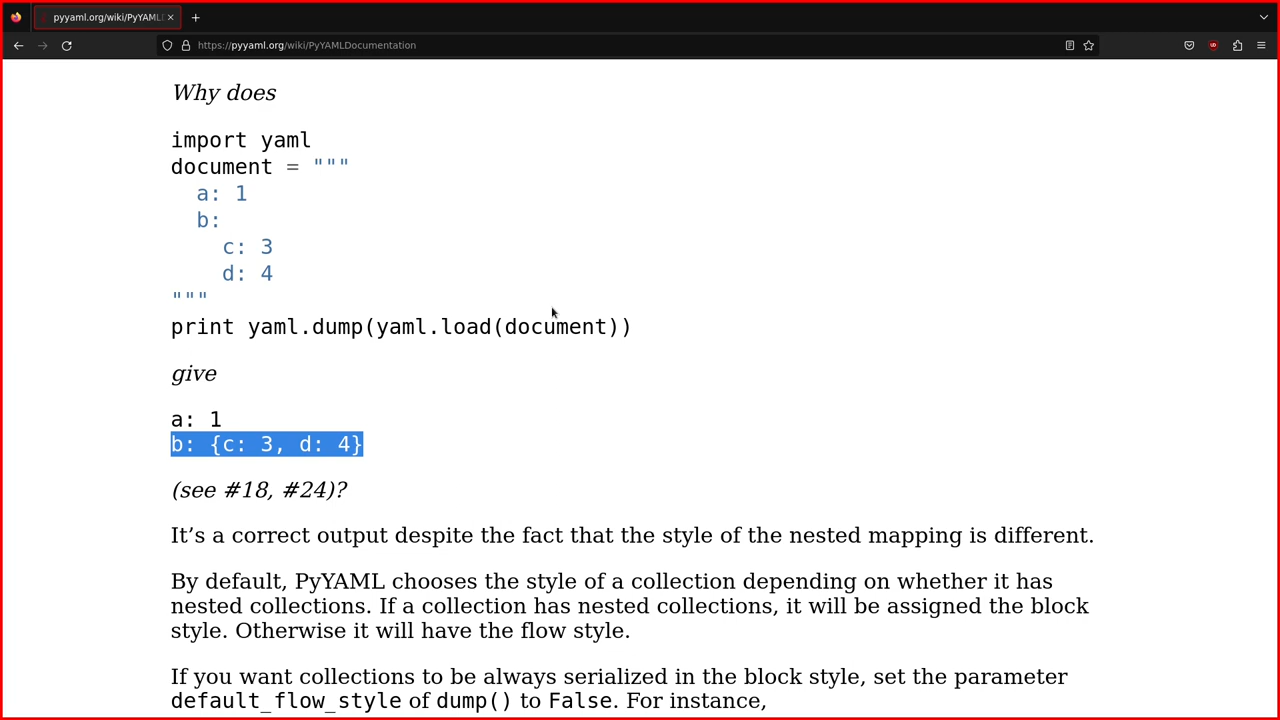 pyyaml.org/wiki/PyYAML
https://pyyaml.org/wiki/PyYAMLDocumentation
Why does
import yaml
document = """
  a: 1
  b:
    c: 3
    d: 4
"""
print yaml.dump(yaml.load(document))
give
a: 1
b: {c: 3, d: 4}
(see #18, #24)?
It’s a correct output despite the fact that the style of the nested mapping is different.
By default, PyYAML chooses the style of a collection depending on whether it has
nested collections. If a collection has nested collections, it will be assigned the block
style. Otherwise it will have the flow style.
If you want collections to be always serialized in the block style, set the parameter
default_flow_style of dump() to False. For instance,